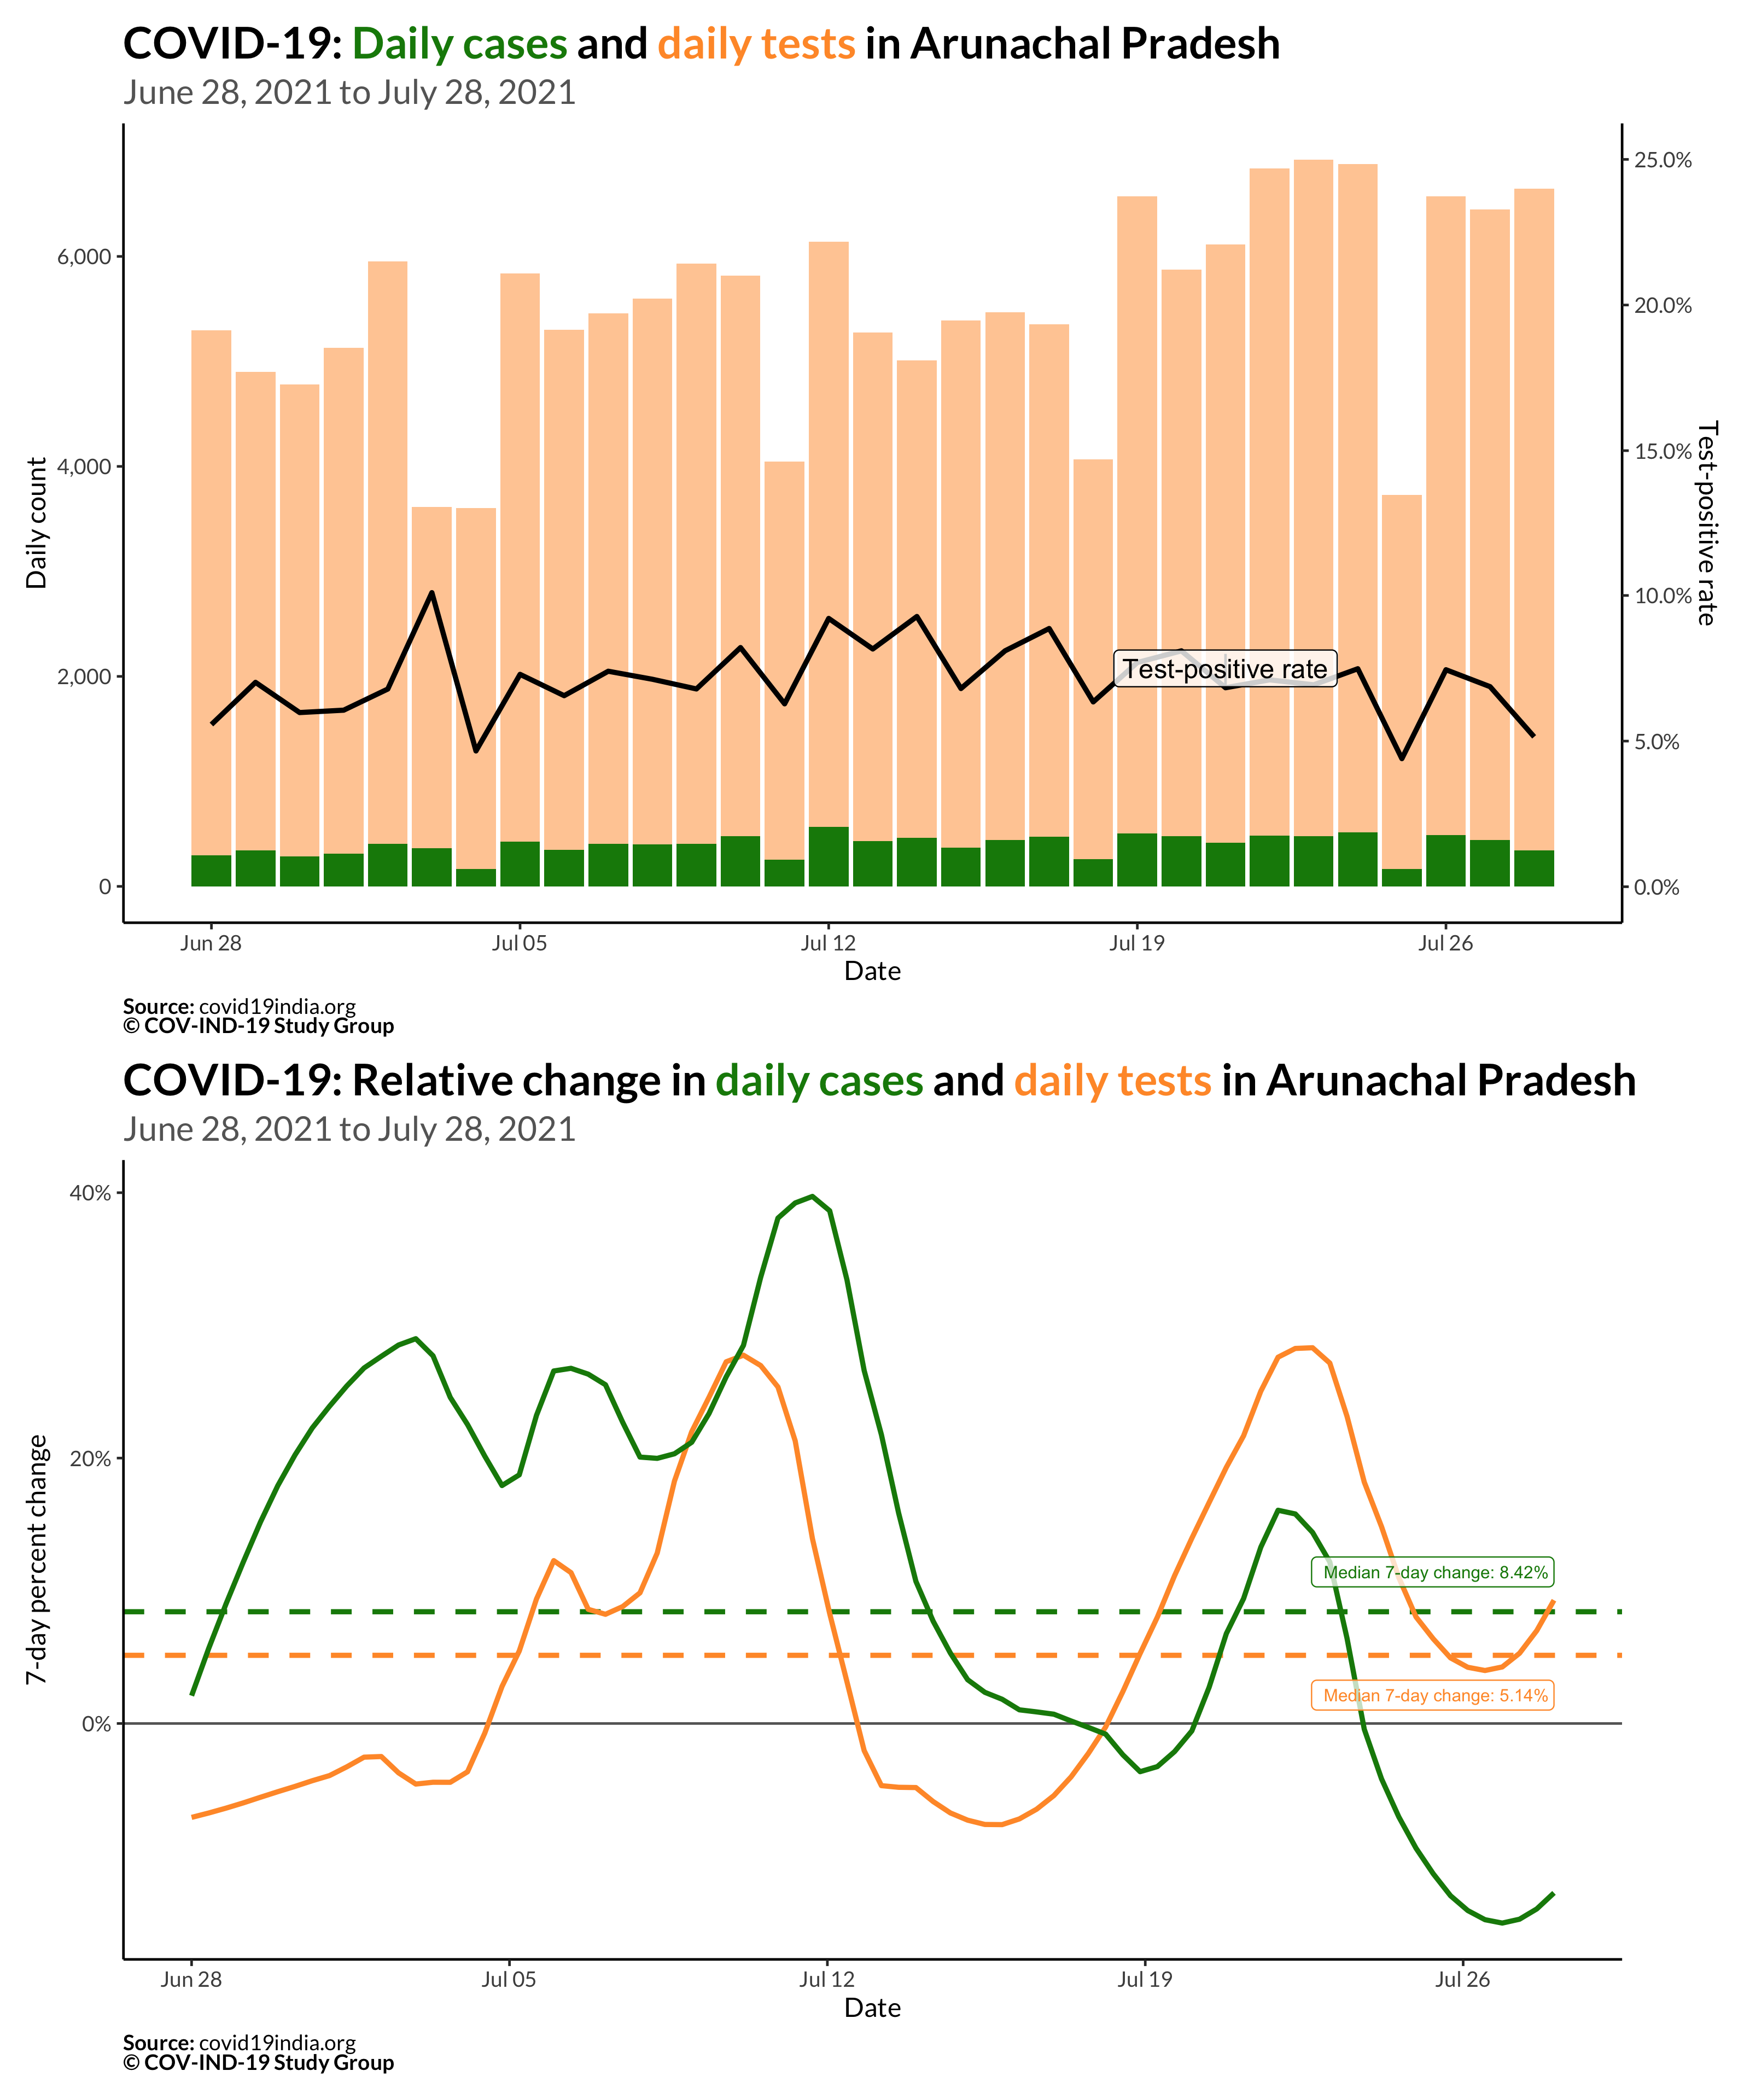 COVID-19: Daily cases and daily tests in Arunachal Pradesh
June 28, 2021 to July 28, 2021
Daily count
6,000
4,000
2,000
0
25.0%
20.0%
15.0%
10.0%
5.0%
0.0%
Test-positive rate
Test-positive rate
Jun 28
Jul 05
Jul 12
Jul 19
Jul 26
Date
Source: covid19india.org
© COV-IND-19 Study Group
COVID-19: Relative change in daily cases and daily tests in Arunachal Pradesh
June 28, 2021 to July 28, 2021
7-day percent change
40%
20%
0%
Median 7-day change: 8.42%
Median 7-day change: 5.14%
Jun 28
Jul 05
Jul 12
Jul 19
Jul 26
Date
Source: covid19india.org
© COV-IND-19 Study Group